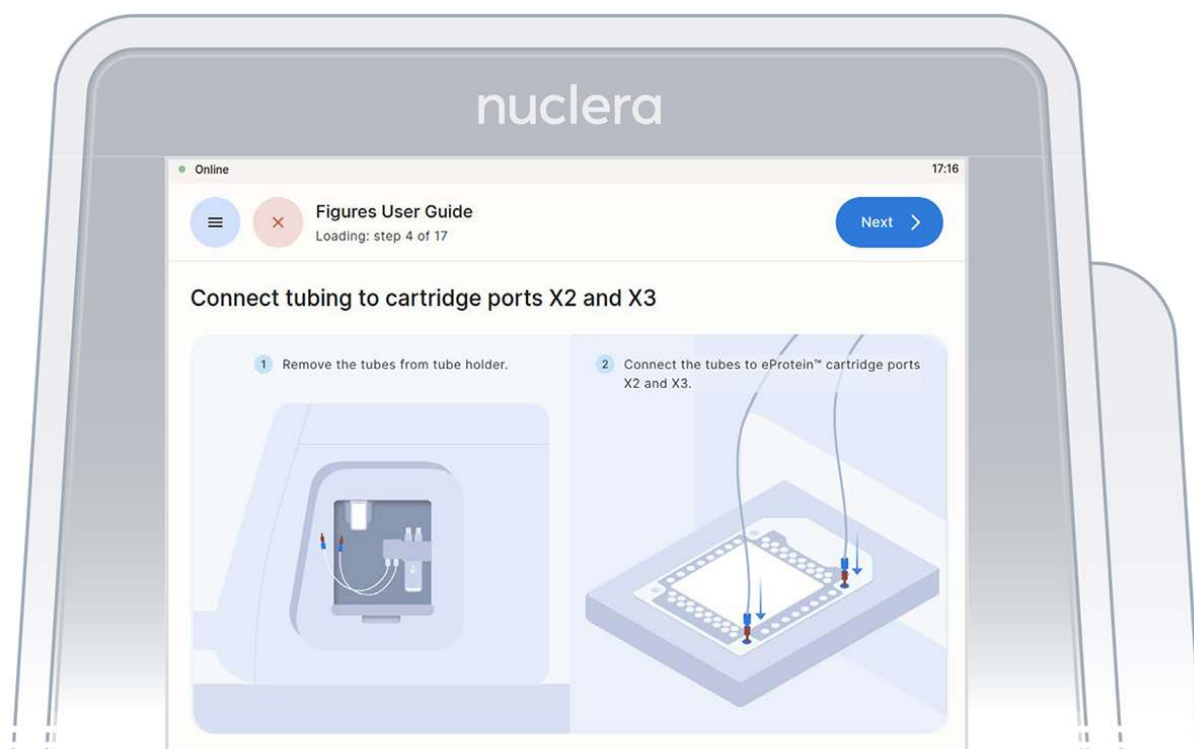 nuclera
Online
17:16
Figures User Guide
Loading: step 4 of 17
Next
Connect tubing to cartridge ports X2 and X3
1 Remove the tubes from tube holder.
2 Connect the tubes to eProtein™ cartridge ports
X2 and X3.